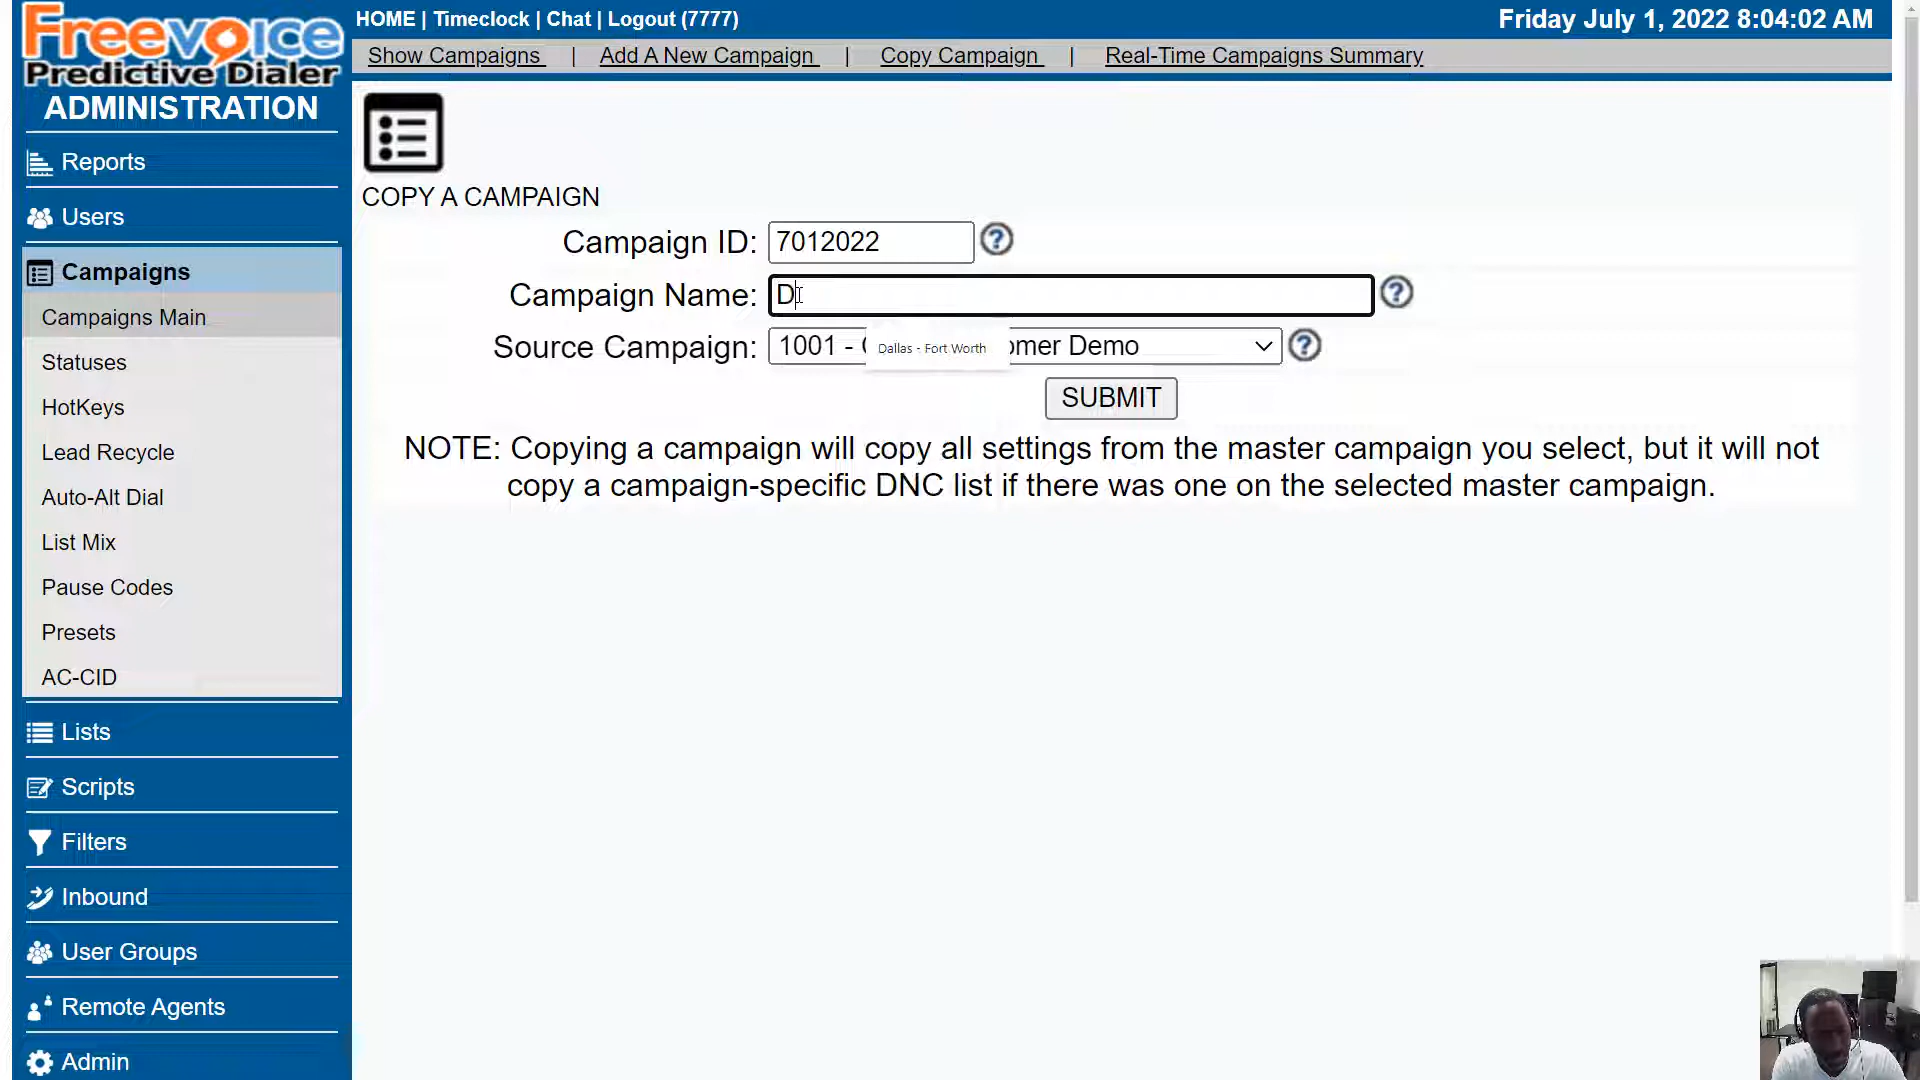 Freevoice
Predictive Dialer
ADMINISTRATION
HOME | Timeclock | Chat | Logout (7777)
Friday July 1, 2022 8:04:02 AM
Show Campaigns | Add A New Campaign | Copy Campaign | Real-Time Campaigns Summary
Reports
Users
Campaigns
Campaigns Main
Statuses
HotKeys
Lead Recycle
Auto-Alt Dial
List Mix
Pause Codes
Presets
AC-CID
Lists
Scripts
Filters
Inbound
User Groups
Remote Agents
Admin
COPY A CAMPAIGN
Campaign ID: 7012022
Campaign Name: D
Dallas - Fort Worth
Source Campaign: 1001 - Demo
SUBMIT
NOTE: Copying a campaign will copy all settings from the master campaign you select, but it will not
copy a campaign-specific DNC list if there was one on the selected master campaign.